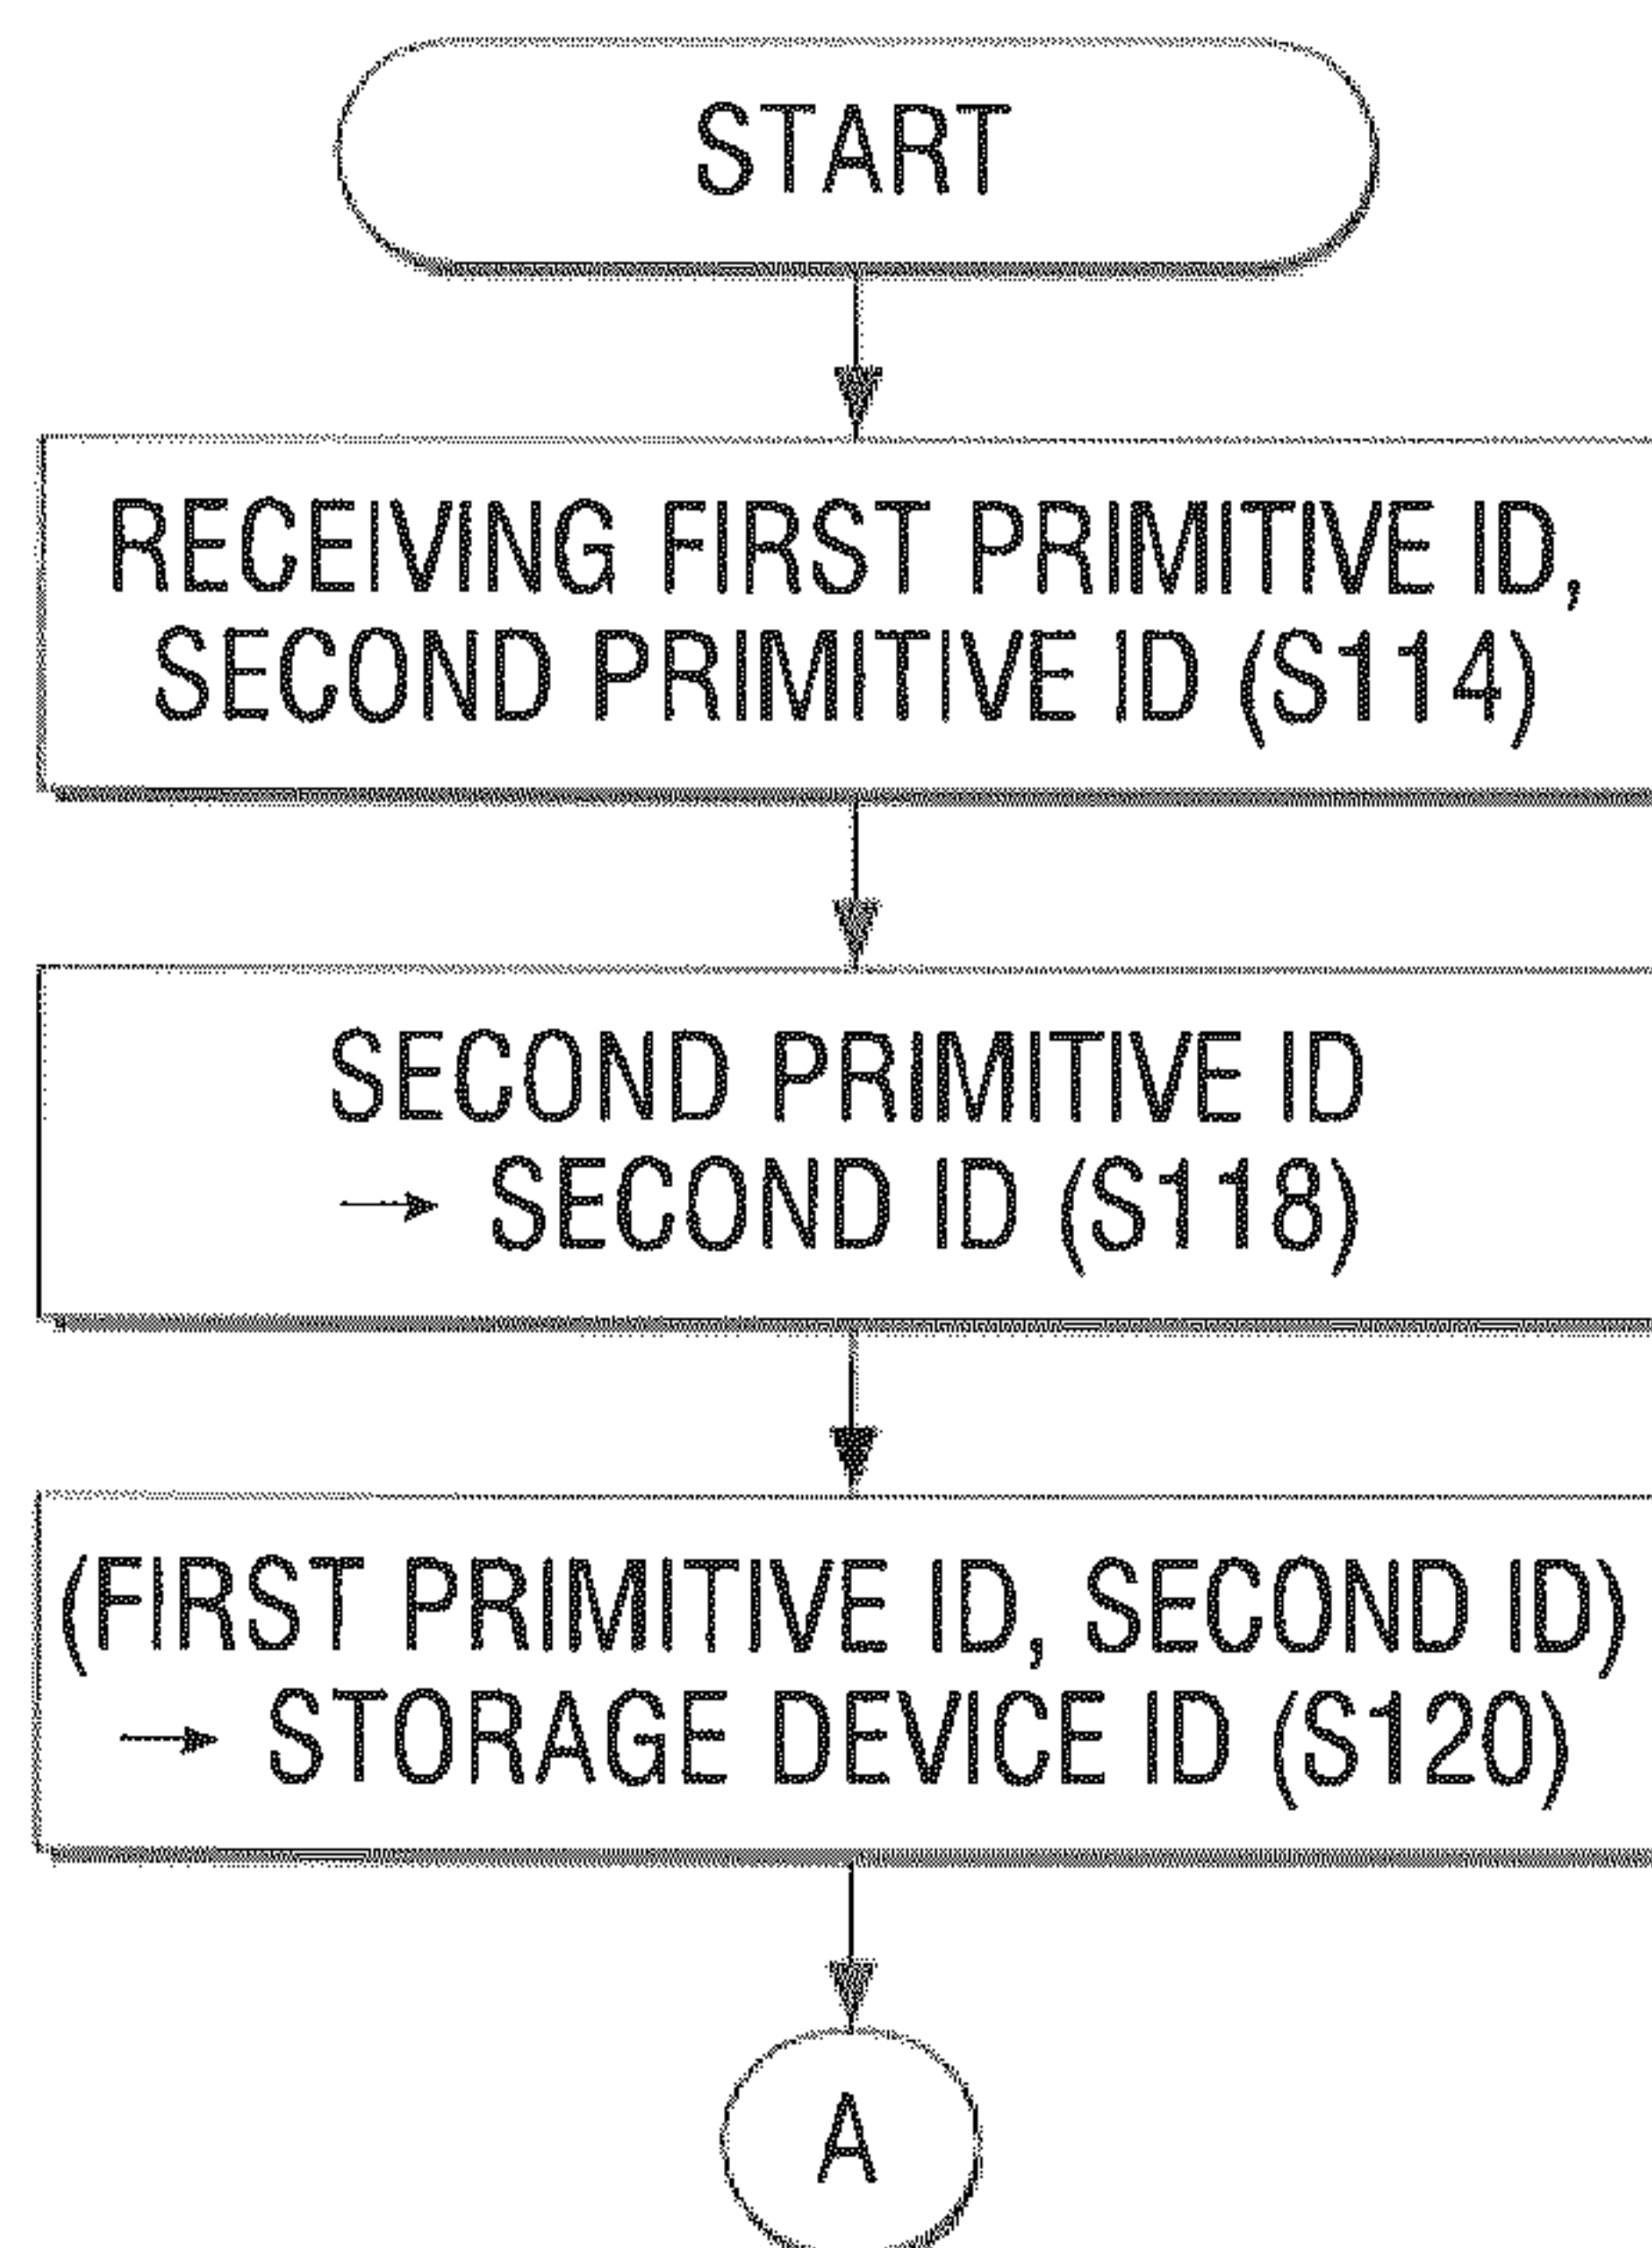 START
RECEIVING FIRST PRIMITIVE ID,
SECOND PRIMITIVE ID (S114)
SECOND PRIMITIVE ID
→ SECOND ID (S118)
(FIRST PRIMITIVE ID, SECOND ID)
→ STORAGE DEVICE ID (S120)
A